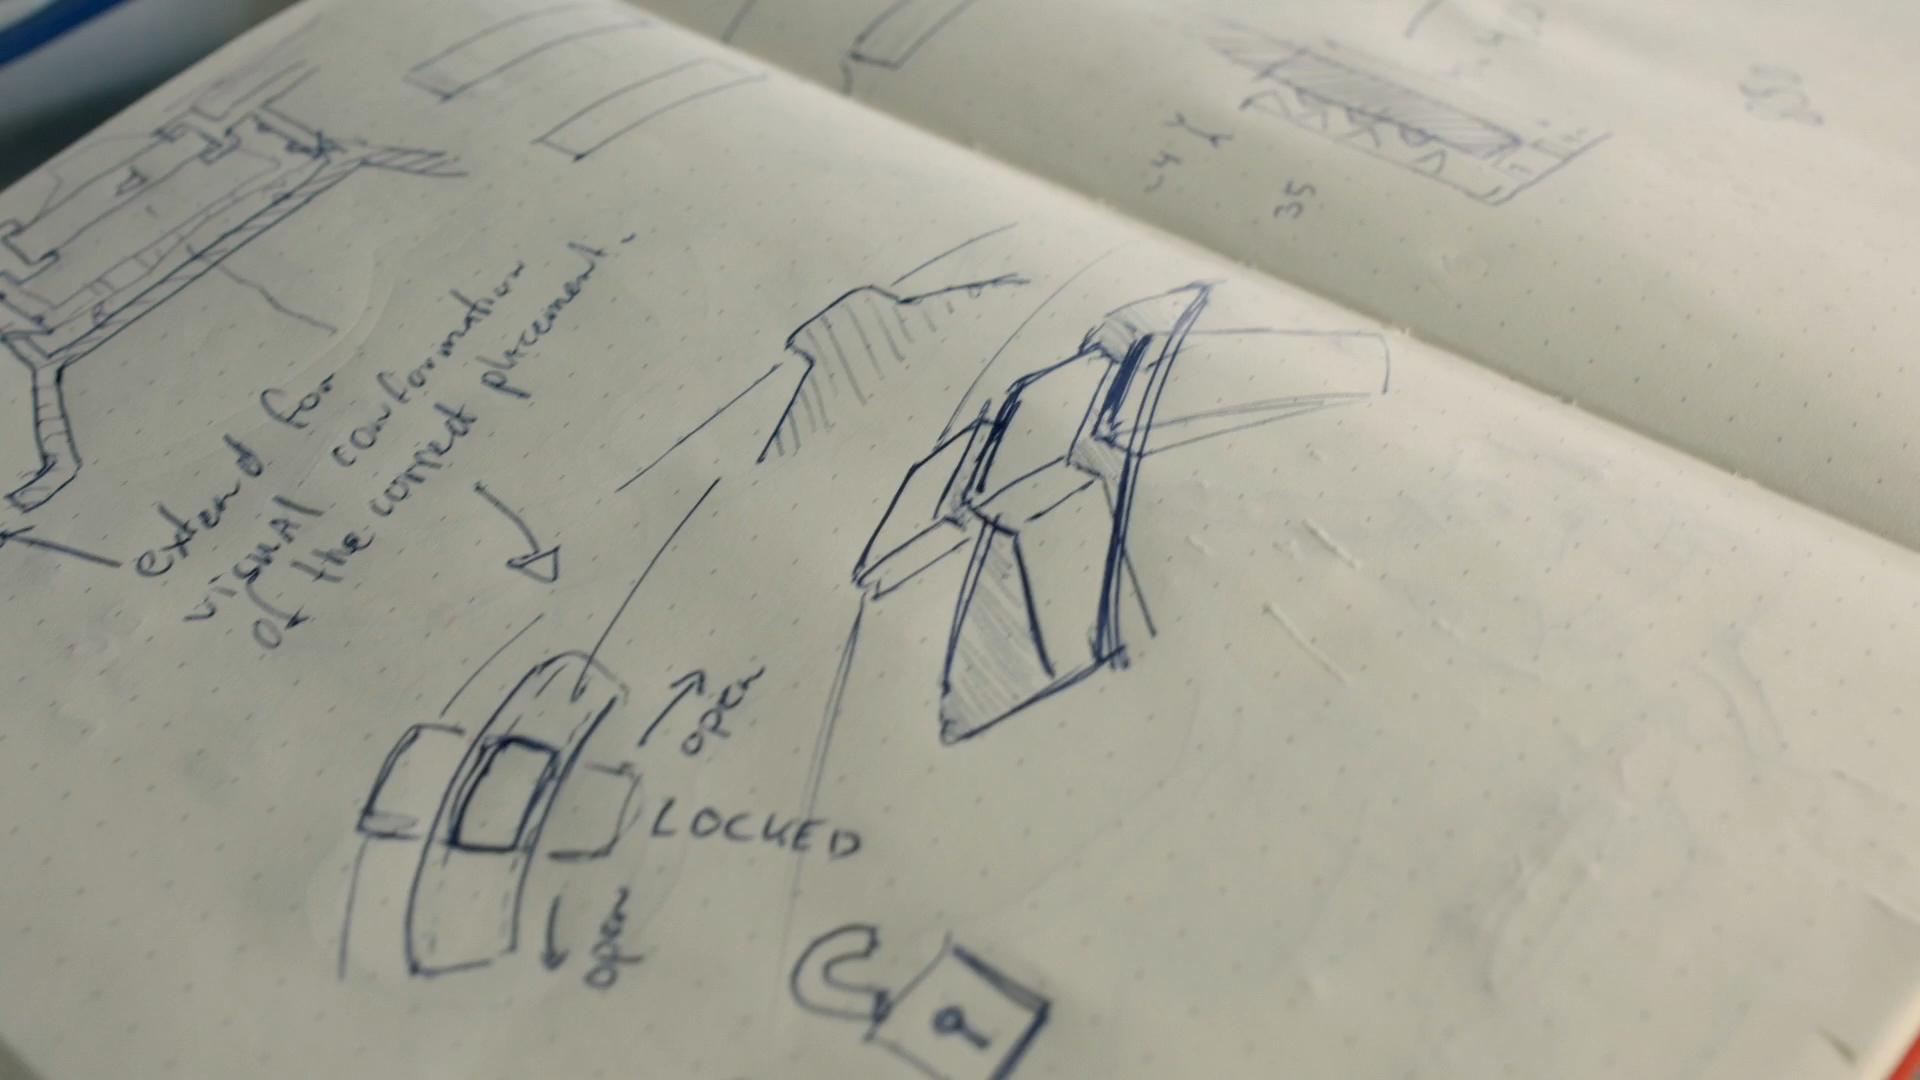 extend for
visual conformation
of the correct placement.
open
LOCKED
open
35